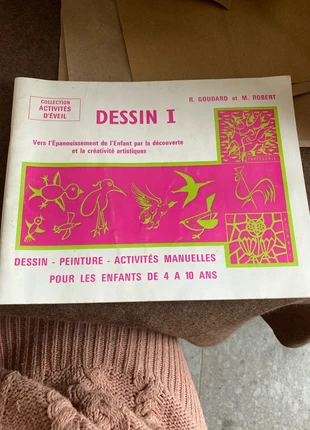 COLLECTION
ACTIVITÉS
D'ÉVEIL
R. GOUDARD et M. ROBERT
DESSIN I
Vers l'Épanouissement de l'Enfant par la découverte
et la créativité artistiques
DESSIN - PEINTURE - ACTIVITÉS MANUELLES
POUR LES ENFANTS DE 4 A 10 ANS